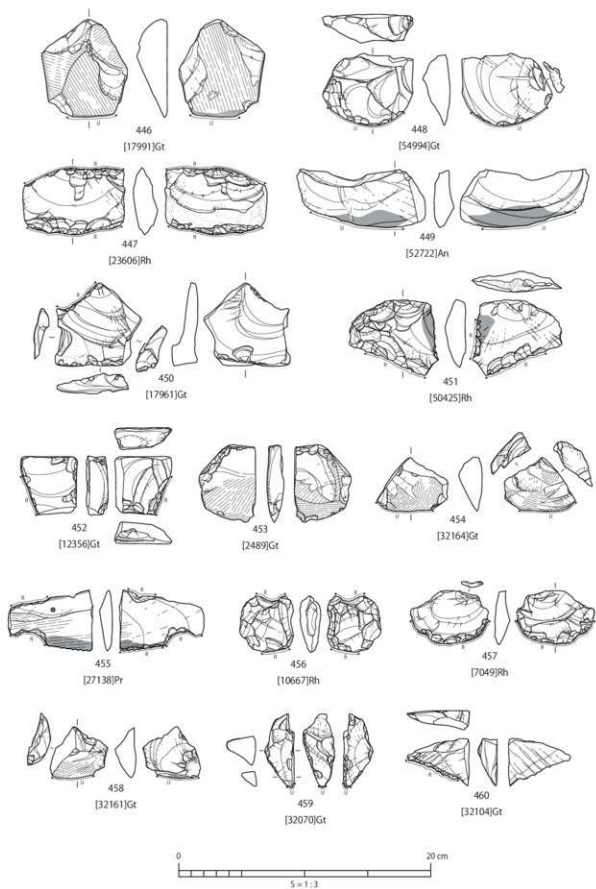 446
[17991]Gt
448
[54994]Gt
447
[23606]Rh
449
[52722]An
450
[17961]Gt
451
[50425]Rh
452
[12356]Gt
453
[2489]Gt
454
[32164]Gt
455
[27138]Pr
456
[10667]Rh
457
[7049]Rh
458
[32161]Gt
459
[32070]Gt
460
[32104]Gt
0
20 cm
S = 1 : 3